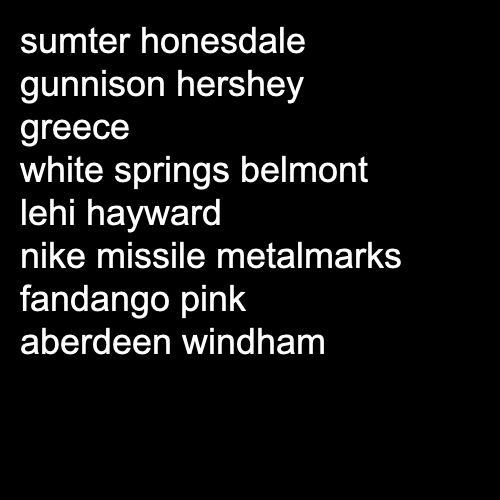 sumter honesdale
gunnison hershey
greece
white springs belmont
lehi hayward
nike missile metalmarks
fandango pink
aberdeen windham